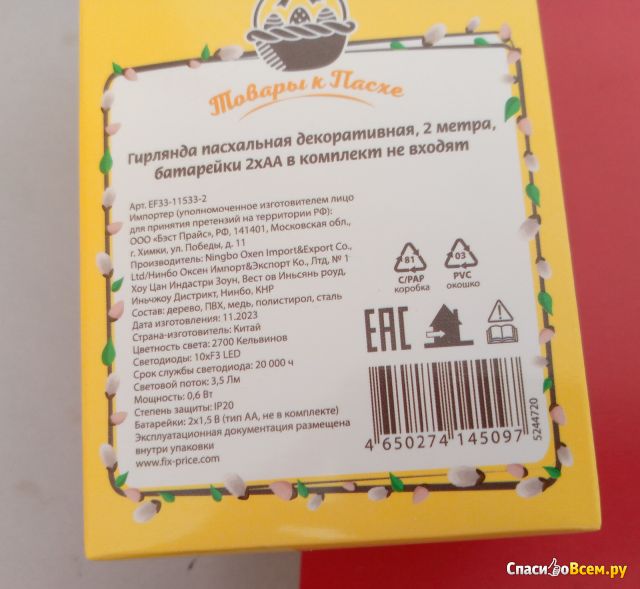 Товары к Пасхе
Гирлянда пасхальная декоративная, 2 метра,
батарейки 2хАА в комплект не входят
Арт. EF33-11533-2
Импортер (уполномоченное изготовителем лицо
для принятия претензий на территории РФ):
ООО «Бэст Прайс», РФ, 141401, Московская обл.,
г. Химки, ул. Победы, д. 11
Производитель: Ningbo Oxen Import&Export Co.,
Ltd/Нинбо Оксен Импорт&Экспорт Ко., Лтд, № 1
Хоу Цан Индастри Зоун, Вест ов Иньсянь роуд,
Иньчжоу Дистрикт, Нинбо, КНР
Состав: дерево, ПВХ, медь, полистирол, сталь
Дата изготовления: 11.2023
Страна-изготовитель: Китай
Цветность света: 2700 Кельвинов
Светодиоды: 10xF3 LED
Срок службы светодиода: 20 000 ч
Световой поток: 3,5 Лм
Мощность: 0,6 Вт
Степень защиты: IP20
Батарейки: 2х1,5 В (тип АА, не в комплекте)
Эксплуатационная документация размещена
внутри упаковки
www.fix-price.com
81
C/PAP
коробка
03
PVC
окошко
EAC
4 650274 145097
5244720
СпасибоВсем.ру